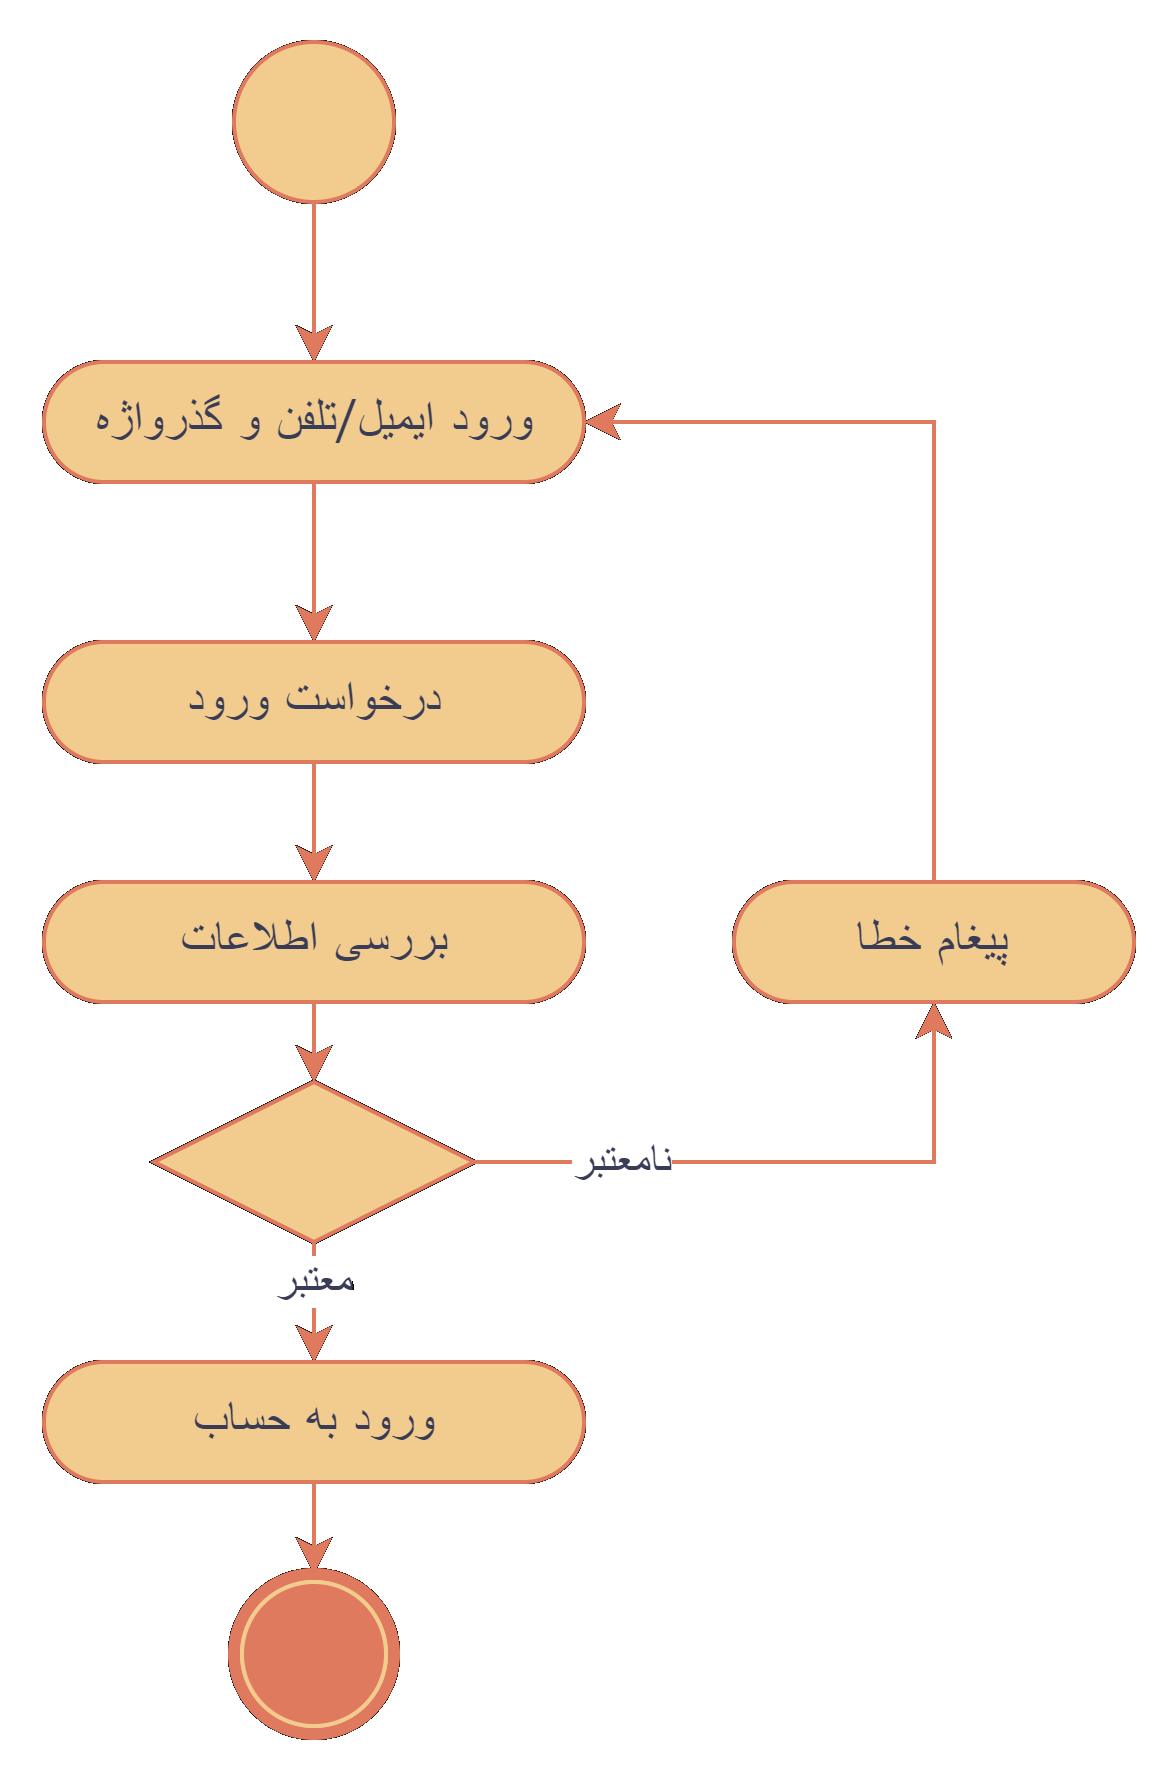 ورود ایمیل/تلفن و گذرواژه
درخواست ورود
بررسی اطلاعات
پیغام خطا
نامعتبر
معتبر
ورود به حساب